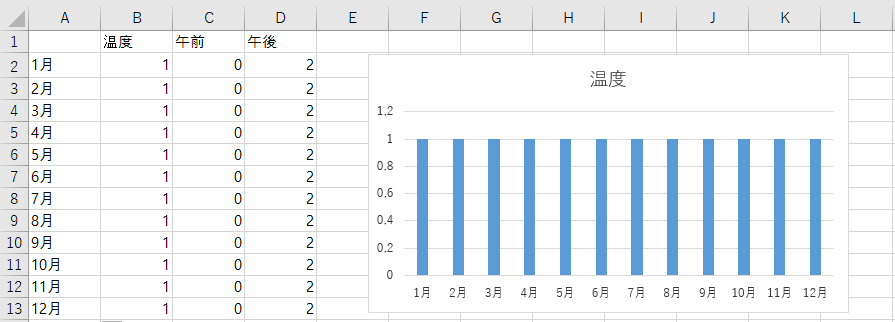 A B C D E F G H I J K L
1 温度 午前 午後
2 1月 1 0 2
3 2月 1 0 2
4 3月 1 0 2
5 4月 1 0 2
6 5月 1 0 2
7 6月 1 0 2
8 7月 1 0 2
9 8月 1 0 2
10 9月 1 0 2
11 10月 1 0 2
12 11月 1 0 2
13 12月 1 0 2
温度
1.2
1
0.8
0.6
0.4
0.2
0
1月 2月 3月 4月 5月 6月 7月 8月 9月 10月 11月 12月